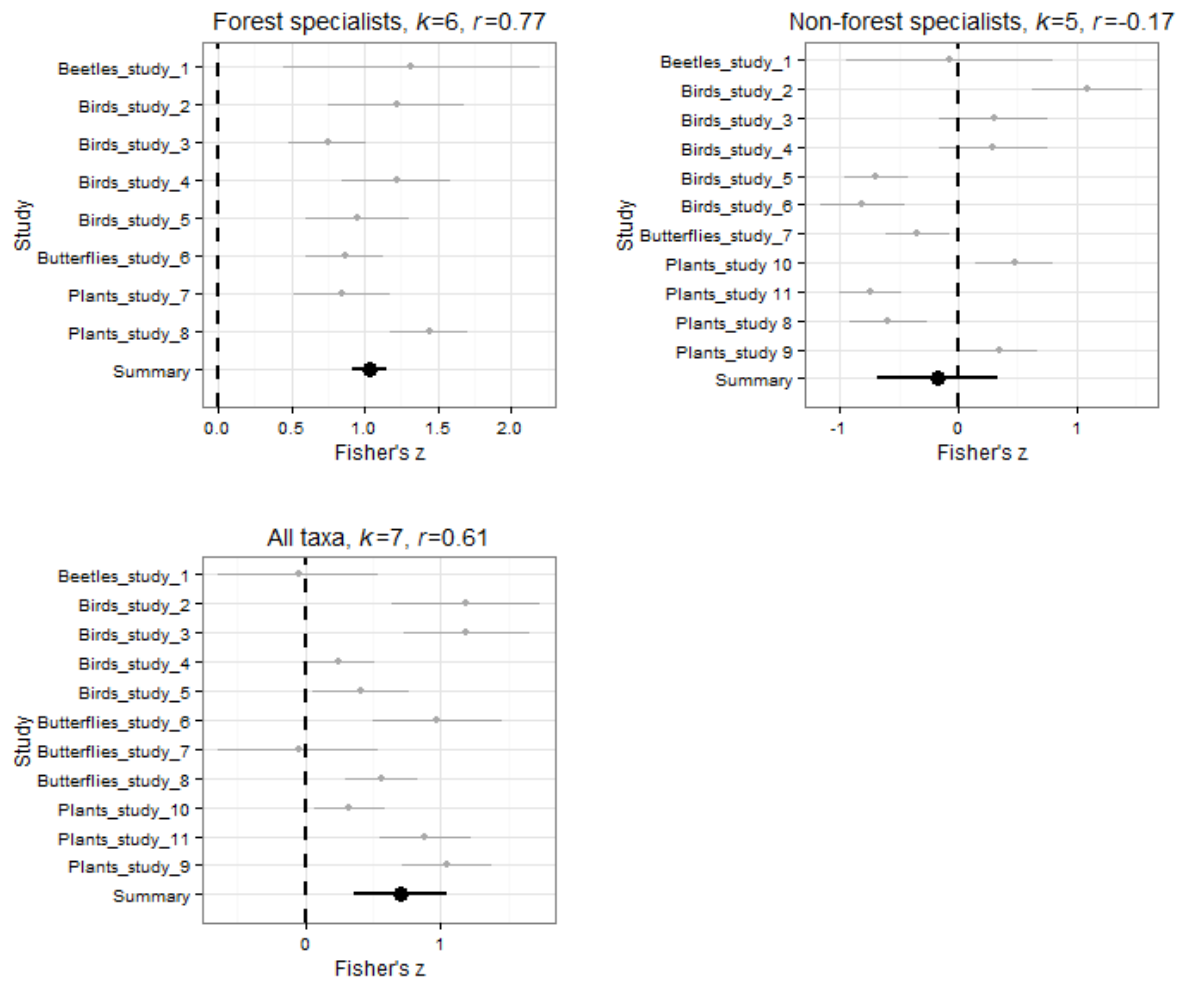 Forest specialists, k=6, r=0.77
Study
Beetles_study_1
Birds_study_2
Birds_study_3
Birds_study_4
Birds_study_5
Butterflies_study_6
Plants_study_7
Plants_study_8
Summary
0.0 0.5 1.0 1.5 2.0
Fisher's z
Non-forest specialists, k=5, r=-0.17
Study
Beetles_study_1
Birds_study_2
Birds_study_3
Birds_study_4
Birds_study_5
Birds_study_6
Butterflies_study_7
Plants_study 10
Plants_study 11
Plants_study 8
Plants_study 9
Summary
-1 0 1
Fisher's z
All taxa, k=7, r=0.61
Study
Beetles_study_1
Birds_study_2
Birds_study_3
Birds_study_4
Birds_study_5
Butterflies_study_6
Butterflies_study_7
Butterflies_study_8
Plants_study_10
Plants_study_11
Plants_study_9
Summary
0 1
Fisher's z